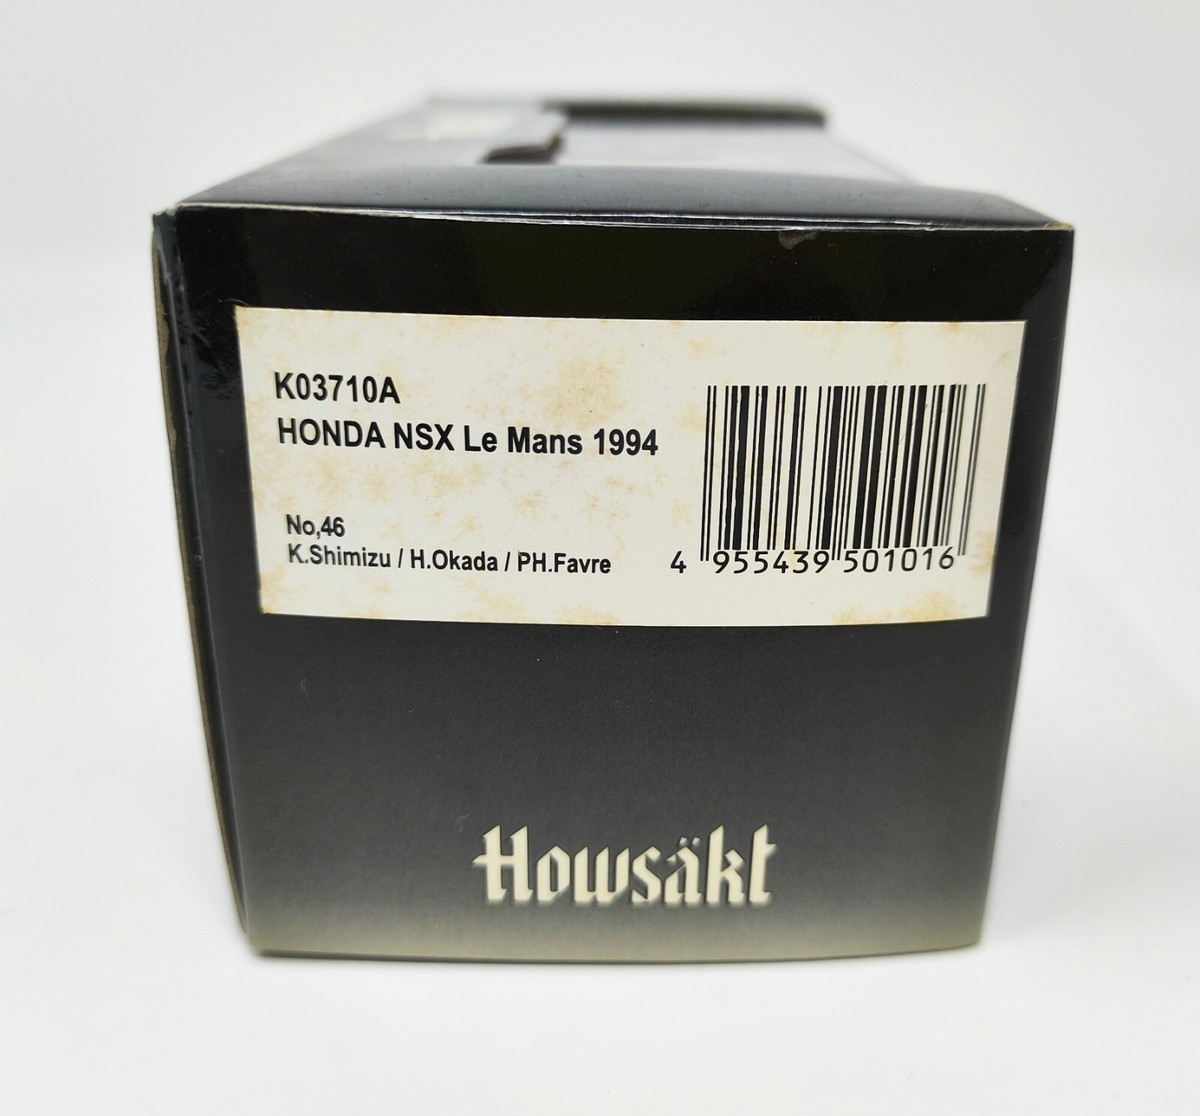 K03710A
HONDA NSX Le Mans 1994
No,46
K.Shimizu / H.Okada / PH.Favre
4 955439 501016
Howsäkt